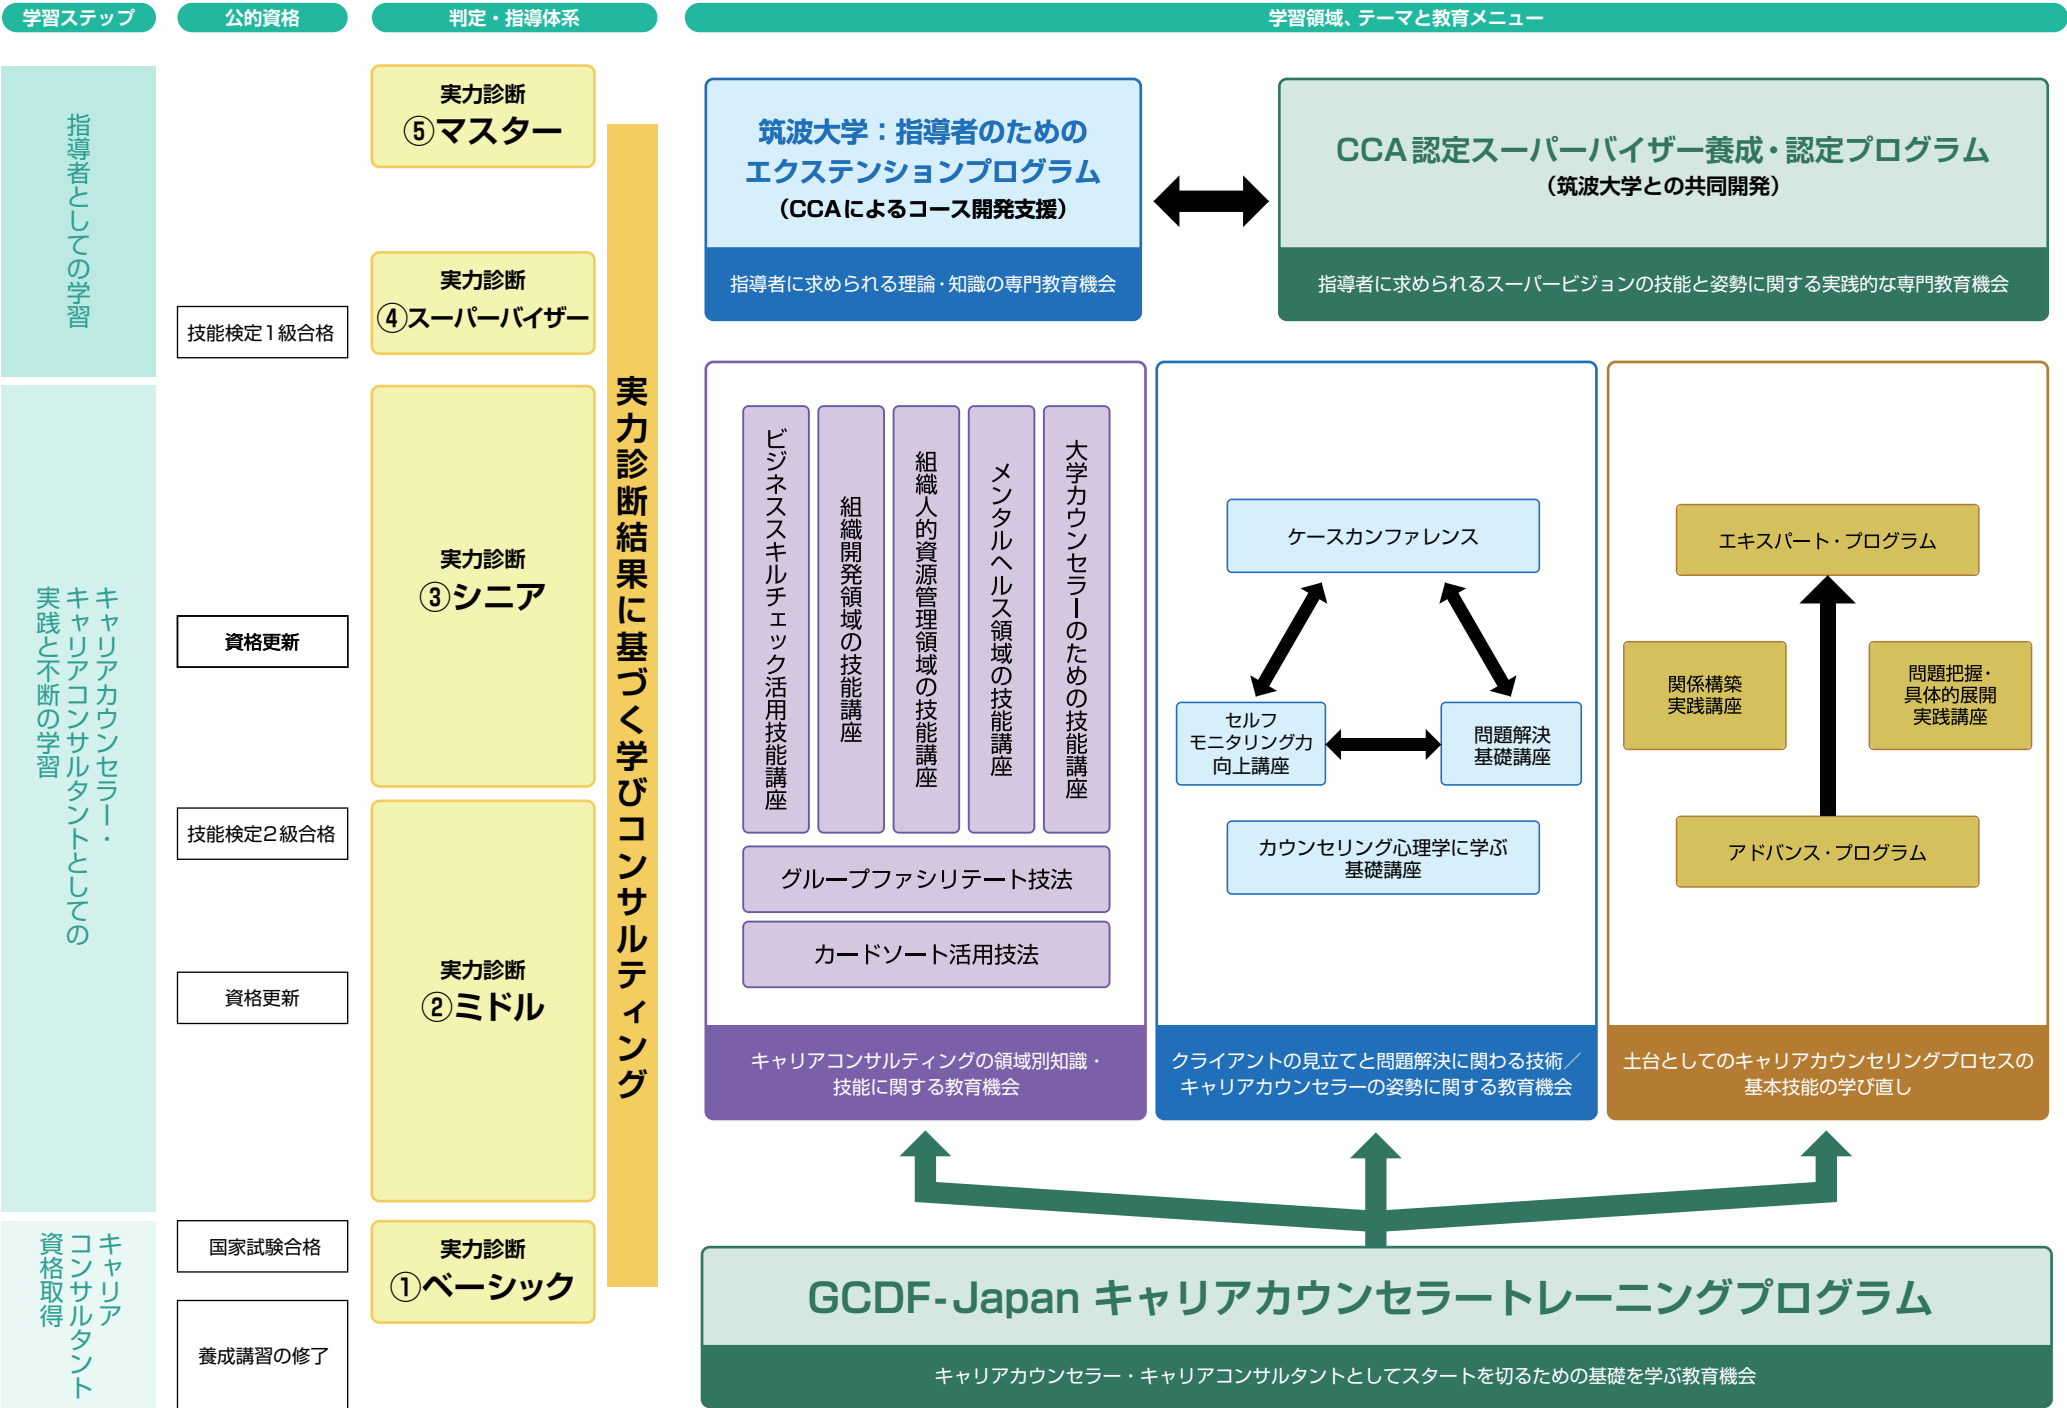 学習ステップ
公的資格
判定・指導体系
学習領域、テーマと教育メニュー
指導者としての学習
キャリアカウンセラー・
キャリアコンサルタントとしての
実践と不断の学習
キャリア
コンサルタント
資格取得
技能検定1級合格
資格更新
技能検定2級合格
資格更新
国家試験合格
養成講習の修了
実力診断
⑤マスター
実力診断
④スーパーバイザー
実力診断
③シニア
実力診断
②ミドル
実力診断
①ベーシック
実力診断結果に基づく学びコンサルティング
筑波大学：指導者のための
エクステンションプログラム
（CCAによるコース開発支援）
指導者に求められる理論・知識の専門教育機会
CCA認定スーパーバイザー養成・認定プログラム
（筑波大学との共同開発）
指導者に求められるスーパービジョンの技能と姿勢に関する実践的な専門教育機会
ビジネススキルチェック活用技能講座
組織開発領域の技能講座
組織人的資源管理領域の技能講座
メンタルヘルス領域の技能講座
大学カウンセラーのための技能講座
グループファシリテート技法
カードソート活用技法
キャリアコンサルティングの領域別知識・
技能に関する教育機会
ケースカンファレンス
セルフ
モニタリング力
向上講座
問題解決
基礎講座
カウンセリング心理学に学ぶ
基礎講座
クライアントの見立てと問題解決に関わる技術／
キャリアカウンセラーの姿勢に関する教育機会
エキスパート・プログラム
関係構築
実践講座
問題把握・
具体的展開
実践講座
アドバンス・プログラム
土台としてのキャリアカウンセリングプロセスの
基本技能の学び直し
GCDF-Japan キャリアカウンセラートレーニングプログラム
キャリアカウンセラー・キャリアコンサルタントとしてスタートを切るための基礎を学ぶ教育機会